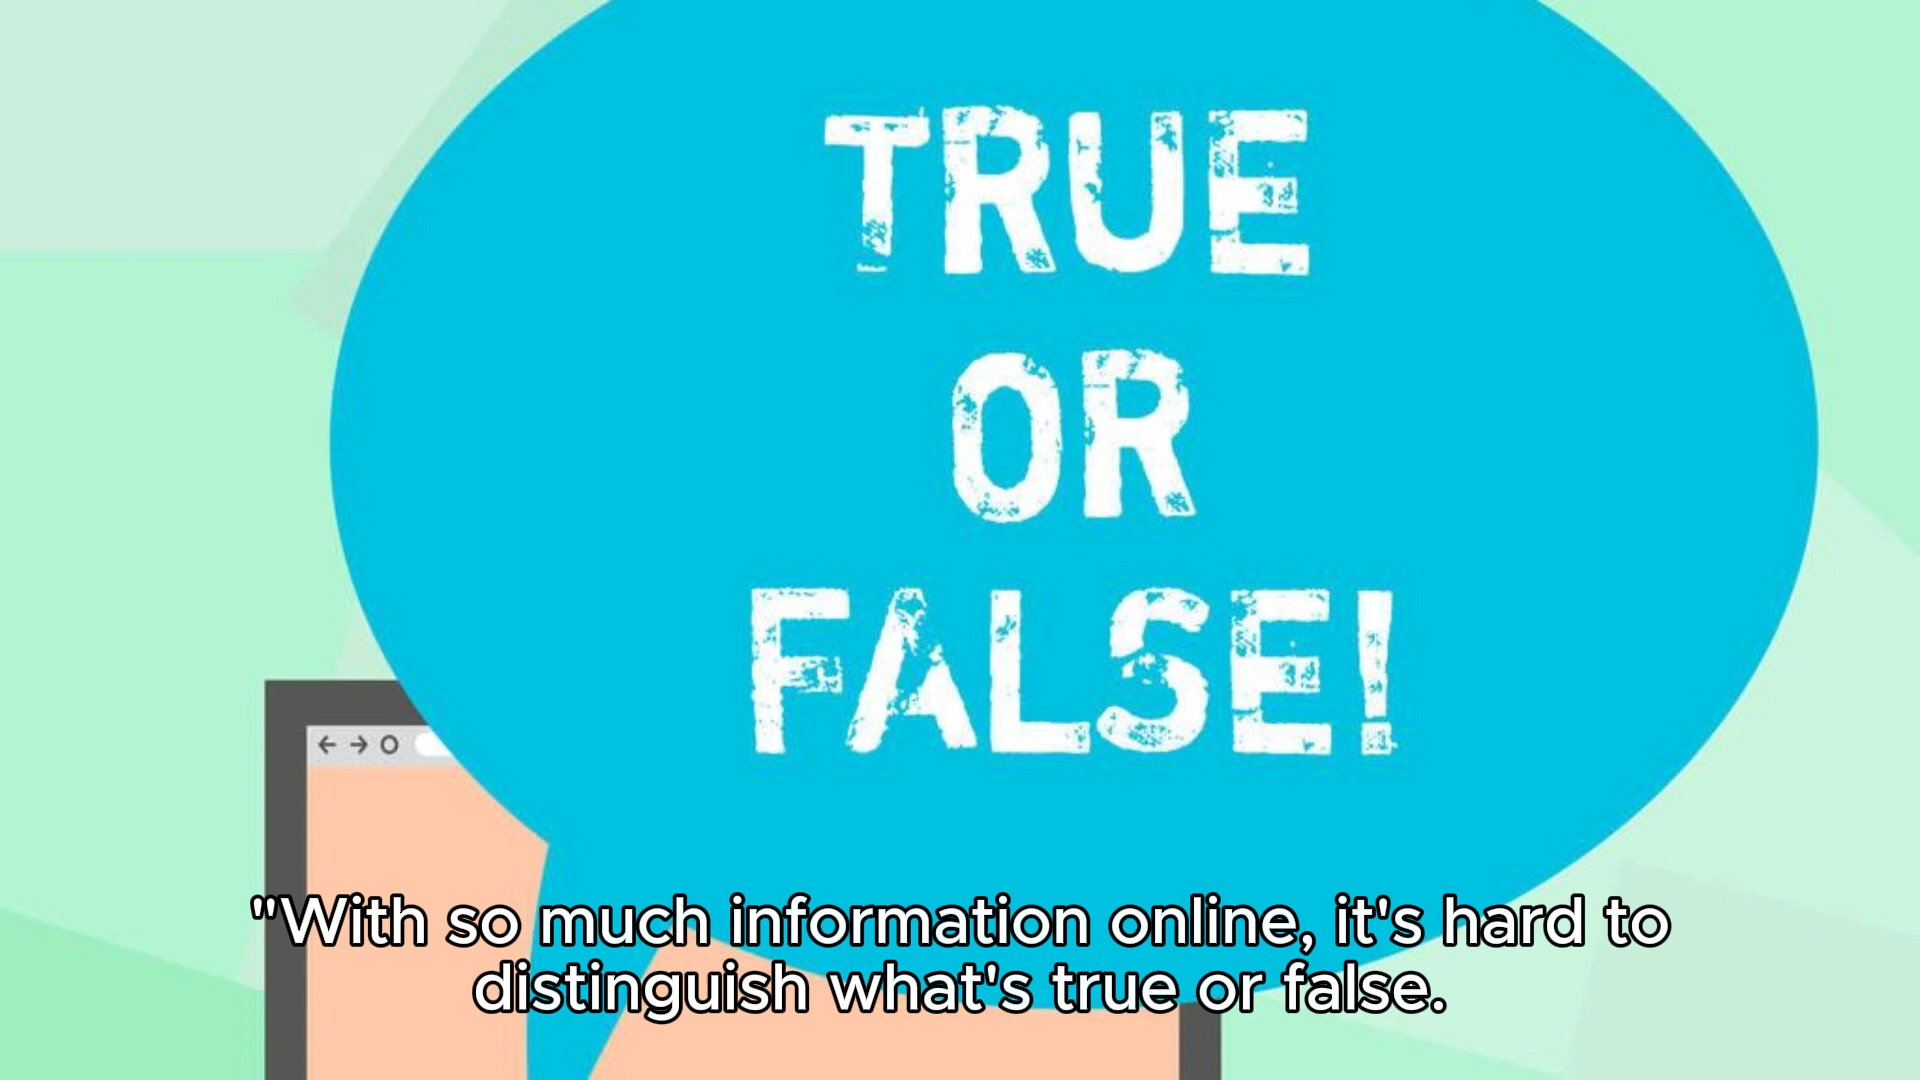 TRUE
OR
FALSE!
"With so much information online, it's hard to
distinguish what's true or false.